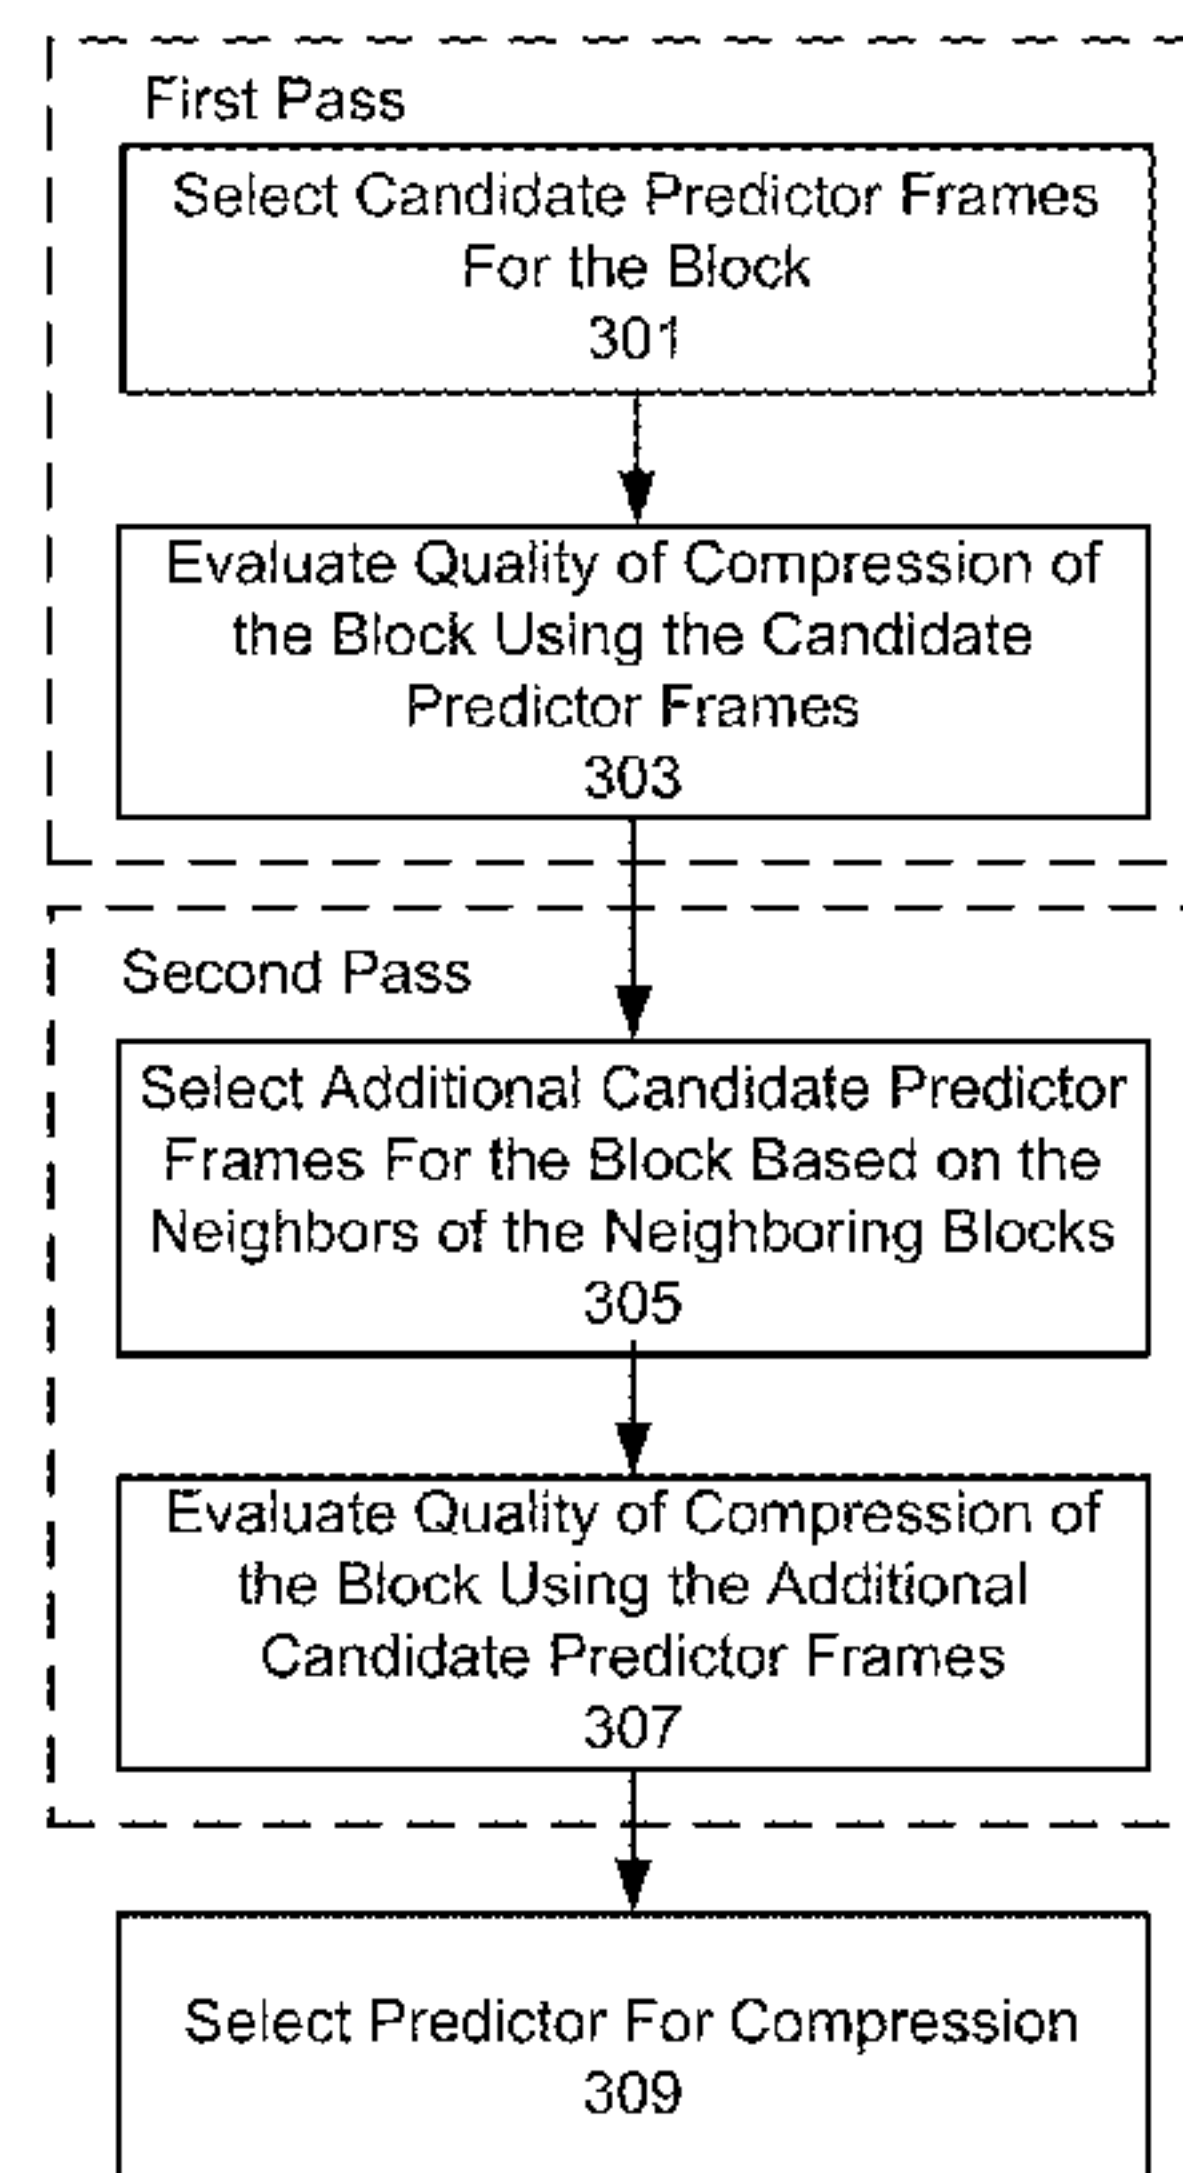 First Pass
Select Candidate Predictor Frames
For the Block
301
Evaluate Quality of Compression of
the Block Using the Candidate
Predictor Frames
303
Second Pass
Select Additional Candidate Predictor
Frames For the Block Based on the
Neighbors of the Neighboring Blocks
305
Evaluate Quality of Compression of
the Block Using the Additional
Candidate Predictor Frames
307
Select Predictor For Compression
309